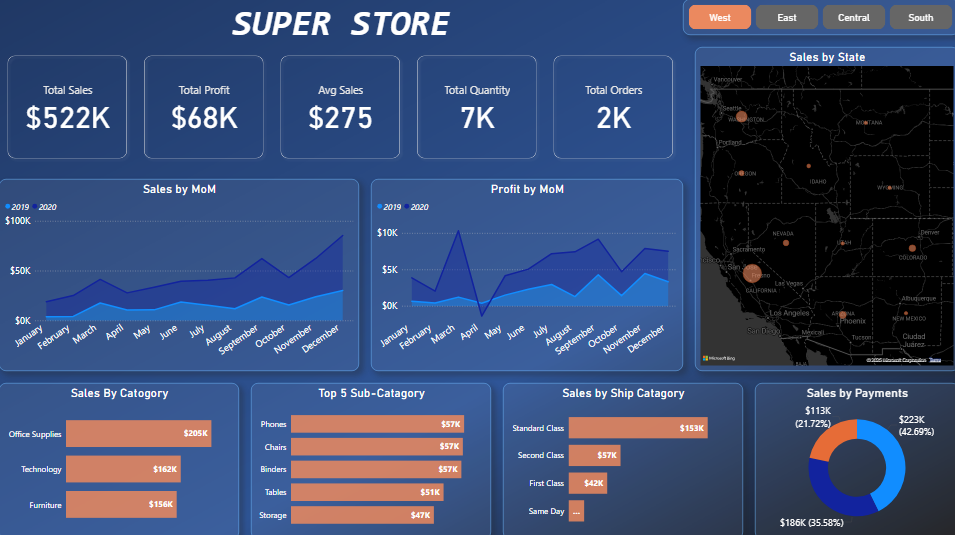 SUPER STORE
West East Central South
Total Sales
$522K
Total Profit
$68K
Avg Sales
$275
Total Quantity
7K
Total Orders
2K
Sales by MoM
2019 2020
$100K
$50K
$0K
January February March April May June July August September October November December
Profit by MoM
2019 2020
$10K
$5K
$0K
January February March April May June July August September October November December
Sales by State
Vancouver
Seattle
WASHINGTON
MONTANA
Portland
OREGON
IDAHO
WYOMING
NEVADA
UTAH
Denver
COLORADO
Sacramento
San Jose
Fresno
CALIFORNIA
Las Vegas
Los Angeles
San Diego
Mexicali
ARIZONA
Phoenix
Tucson
Albuquerque
NEW MEXICO
Ciudad
Juárez
Microsoft Bing
©2025 Microsoft Corporation Terms
Sales By Catogory
Office Supplies $205K
Technology $162K
Furniture $156K
Top 5 Sub-Catagory
Phones $57K
Chairs $57K
Binders $57K
Tables $51K
Storage $47K
Sales by Ship Catagory
Standard Class $153K
Second Class $57K
First Class $42K
Same Day ...
Sales by Payments
$113K
(21.72%)
$223K
(42.69%)
$186K (35.58%)